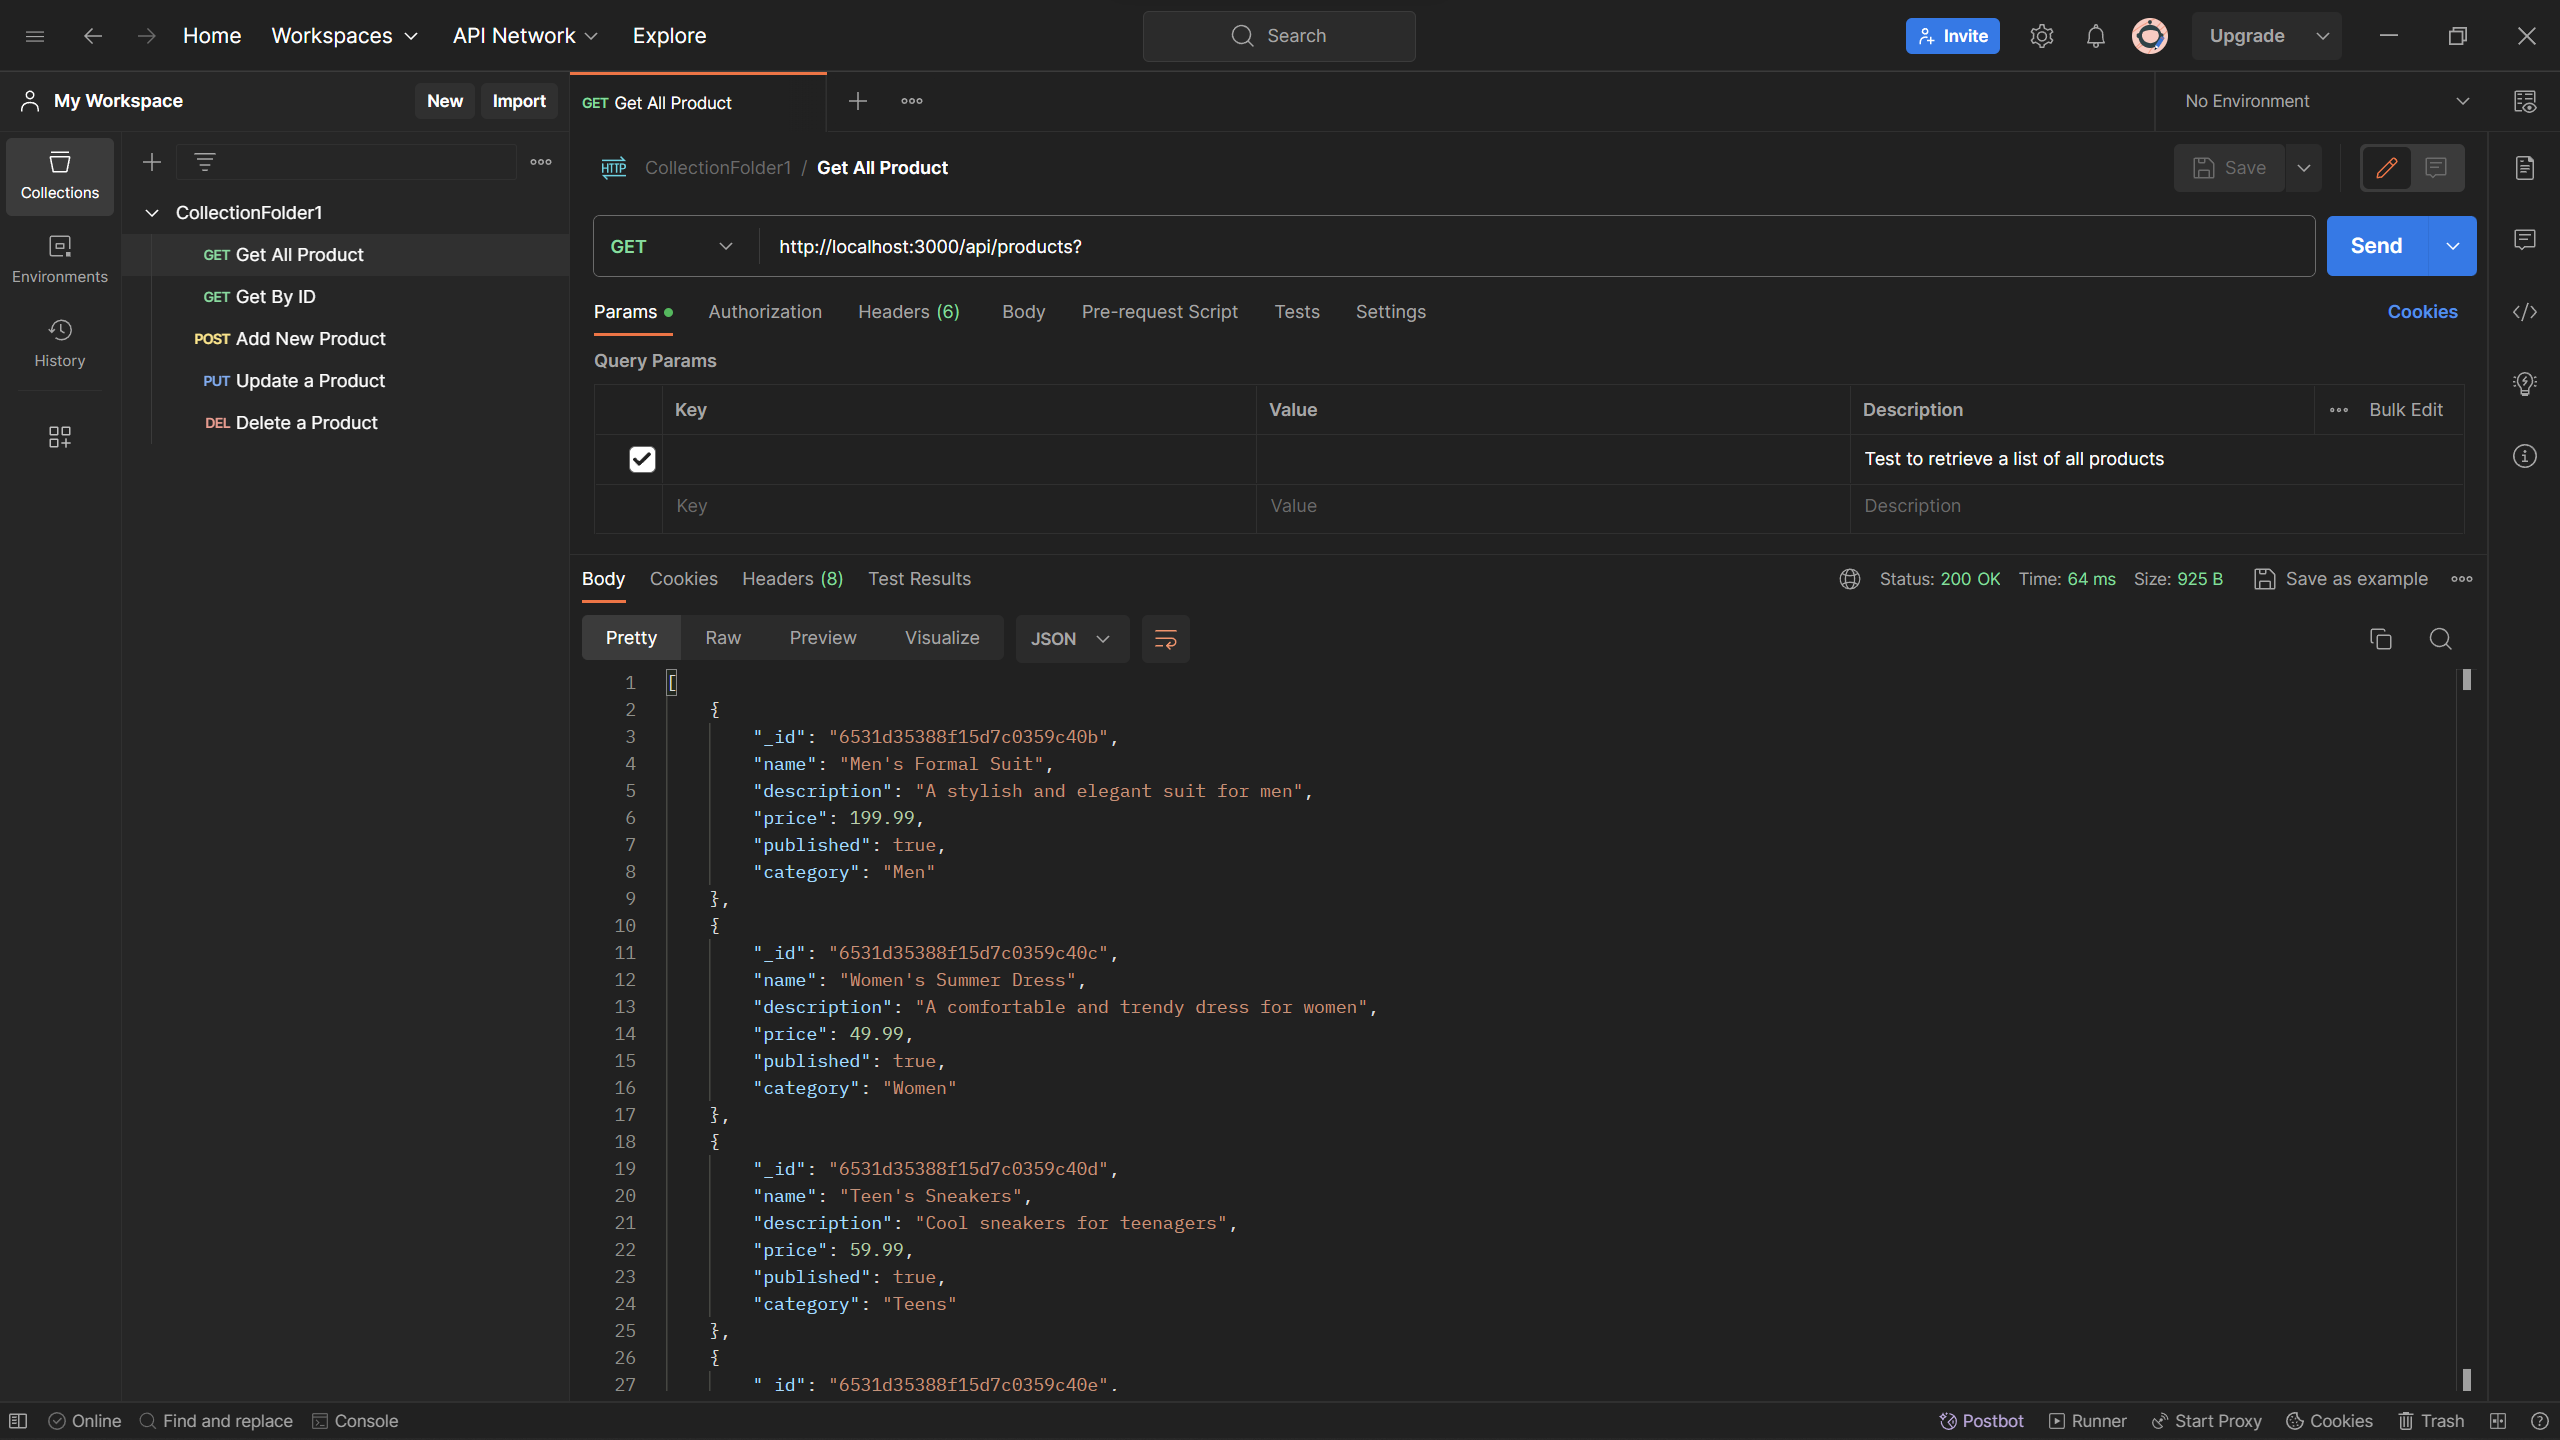 Home Workspaces API Network Explore Search Invite Upgrade
My Workspace New Import GET Get All Product No Environment
Collections
Environments
History
CollectionFolder1
GET Get All Product
GET Get By ID
POST Add New Product
PUT Update a Product
DEL Delete a Product
HTTP CollectionFolder1 / Get All Product Save
GET http://localhost:3000/api/products? Send
Params Authorization Headers (6) Body Pre-request Script Tests Settings Cookies
Query Params
Key Value Description Bulk Edit
Test to retrieve a list of all products
Key Value Description
Body Cookies Headers (8) Test Results Status: 200 OK Time: 64 ms Size: 925 B Save as example
Pretty Raw Preview Visualize JSON
1 [
2 {
3 "_id": "6531d35388f15d7c0359c40b",
4 "name": "Men's Formal Suit",
5 "description": "A stylish and elegant suit for men",
6 "price": 199.99,
7 "published": true,
8 "category": "Men"
9 },
10 {
11 "_id": "6531d35388f15d7c0359c40c",
12 "name": "Women's Summer Dress",
13 "description": "A comfortable and trendy dress for women",
14 "price": 49.99,
15 "published": true,
16 "category": "Women"
17 },
18 {
19 "_id": "6531d35388f15d7c0359c40d",
20 "name": "Teen's Sneakers",
21 "description": "Cool sneakers for teenagers",
22 "price": 59.99,
23 "published": true,
24 "category": "Teens"
25 },
26 {
27 "_id": "6531d35388f15d7c0359c40e",
Online Find and replace Console Postbot Runner Start Proxy Cookies Trash